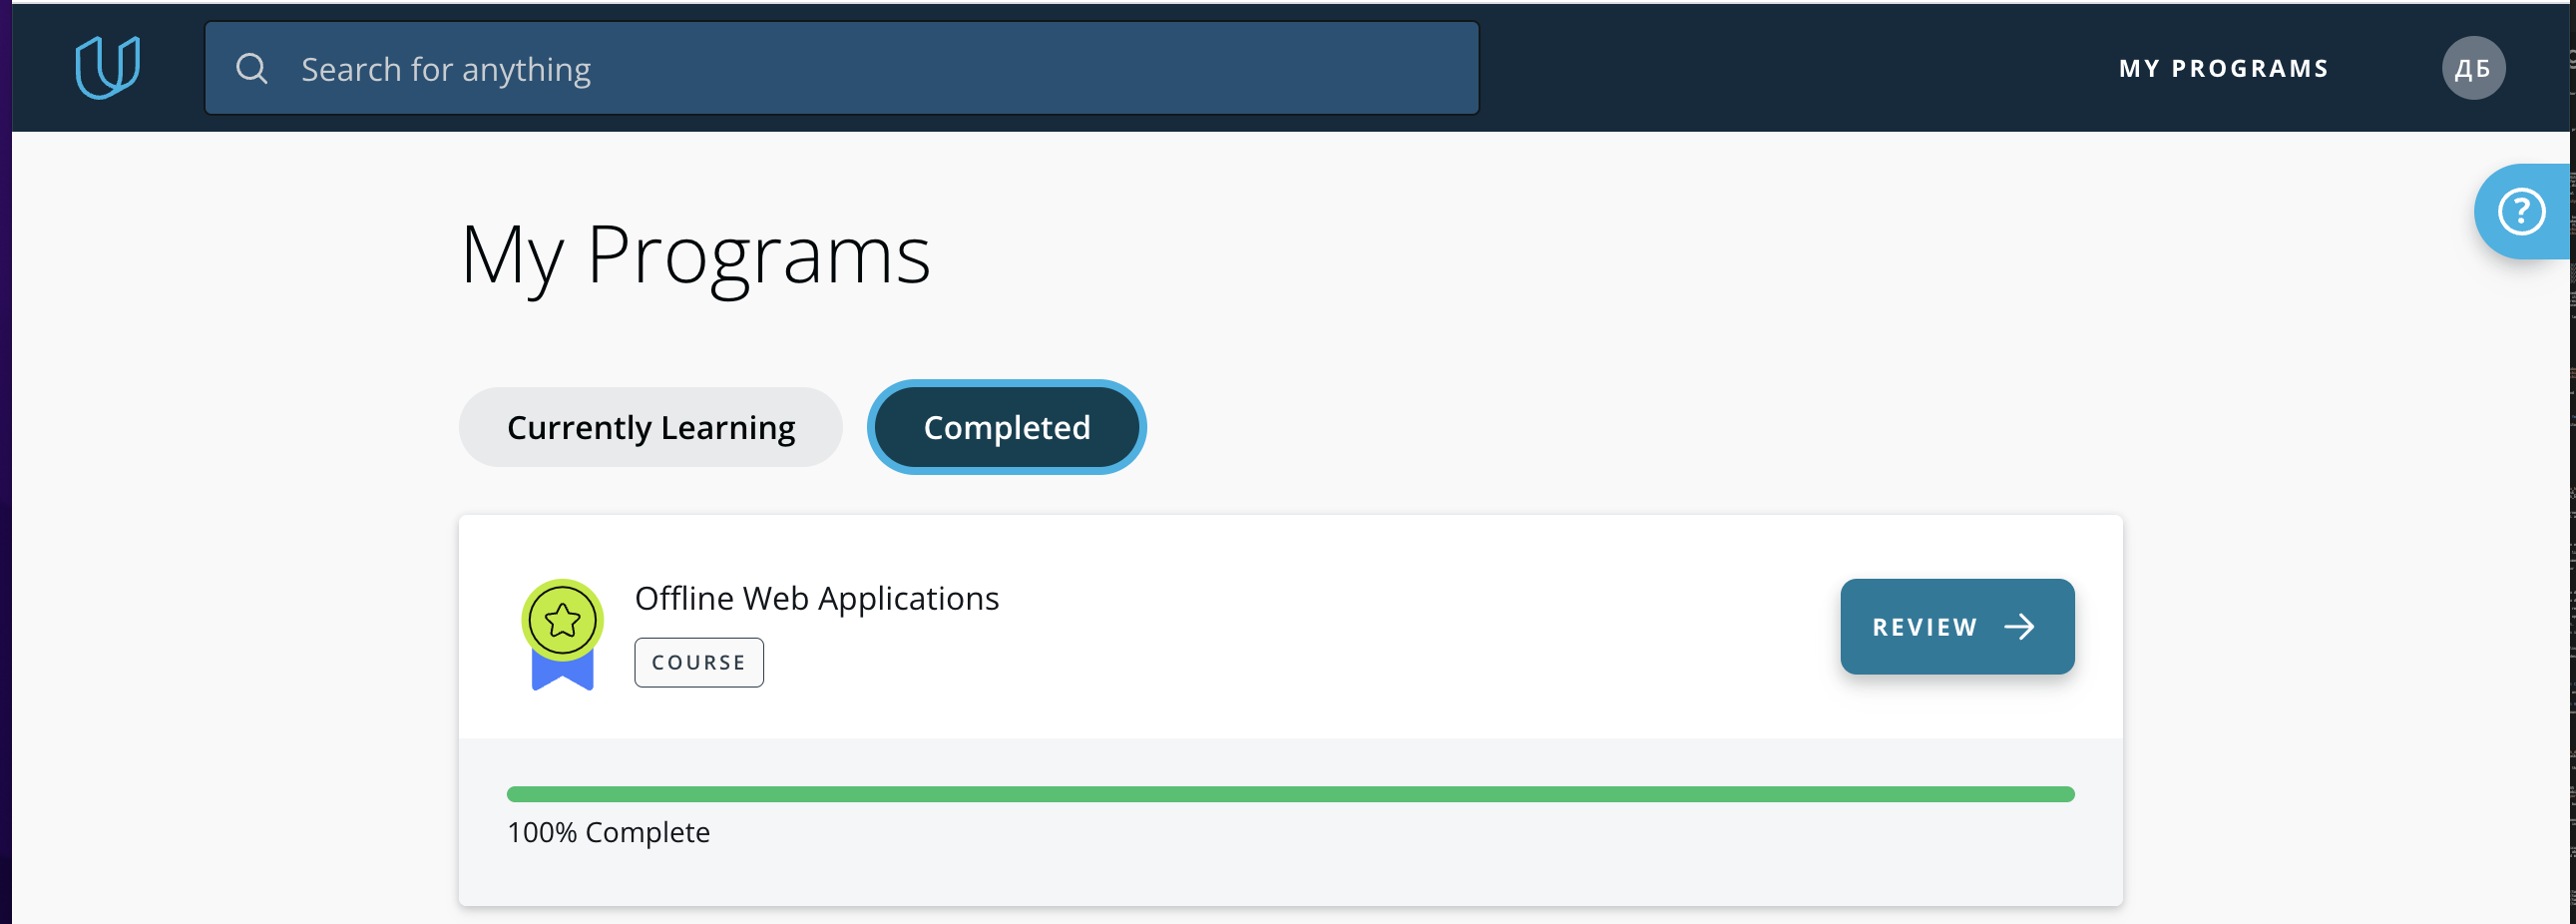 Search for anything
MY PROGRAMS
ДБ
?
My Programs
Currently Learning
Completed
Offline Web Applications
COURSE
REVIEW
100% Complete